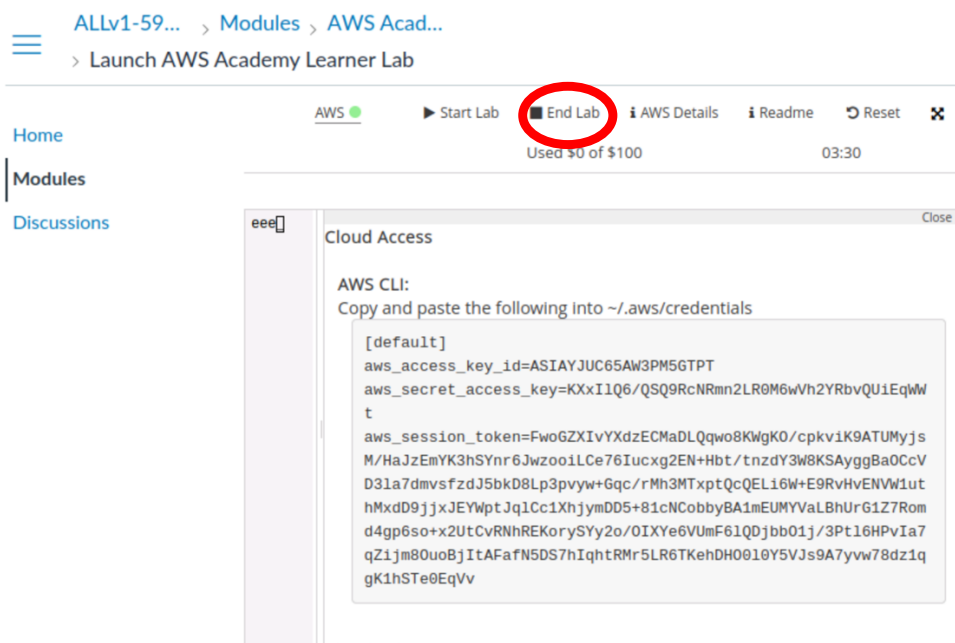 ALLv1-59... > Modules > AWS Acad...
> Launch AWS Academy Learner Lab
AWS Start Lab End Lab i AWS Details i Readme Reset
Used $0 of $100 03:30
Home
Modules
Discussions
eee
Close
Cloud Access
AWS CLI:
Copy and paste the following into ~/.aws/credentials
[default]
aws_access_key_id=ASIAYJUC65AW3PM5GTPT
aws_secret_access_key=KXxIlQ6/QSQ9RcNRmn2LR0M6wVh2YRbvQUiEqWW
t
aws_session_token=FwoGZXIvYXdzECMaDLQqwo8KWgKO/cpkviK9ATUMyjs
M/HaJzEmYK3hSYnr6JwzooiLCe76Iucxg2EN+Hbt/tnzdY3W8KSAyggBaOCcV
D3la7dmvsfzdJ5bkD8Lp3pvyw+Gqc/rMh3MTxptQcQELi6W+E9RvHvENVW1ut
hMxdD9jjxJEYWptJqlCc1XhjymDD5+81cNCobbyBA1mEUMYVaLBhUrG1Z7Rom
d4gp6so+x2UtCvRNhREKorySYy2o/OIXYe6VUmF6lQDjbbO1j/3Ptl6HPvIa7
qZijm8OuoBjItAFafN5DS7hIqhtRMr5LR6TKehDHO0l0Y5VJs9A7yvw78dz1q
gK1hSTe0EqVv